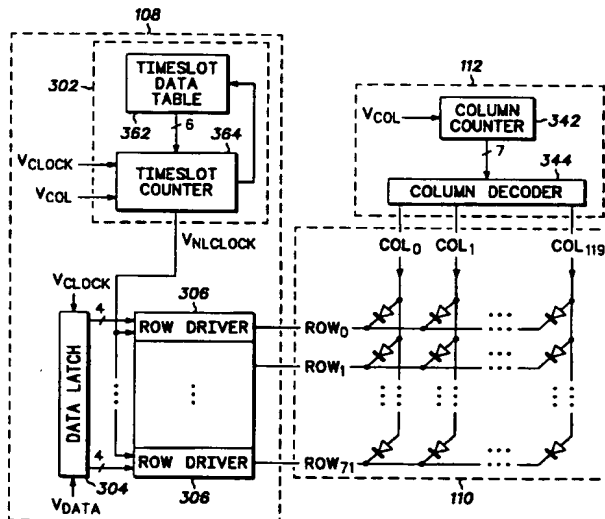 108
302
TIMESLOT
DATA
TABLE
362
6
364
VCLOCK
VCOL
TIMESLOT
COUNTER
VNLCLOCK
112
VCOL
COLUMN
COUNTER
342
7
344
COLUMN DECODER
COL0
COL1
COL119
VCLOCK
4
306
ROW DRIVER
ROW0
ROW1
DATA LATCH
4
ROW DRIVER
ROW71
304
306
VDATA
110